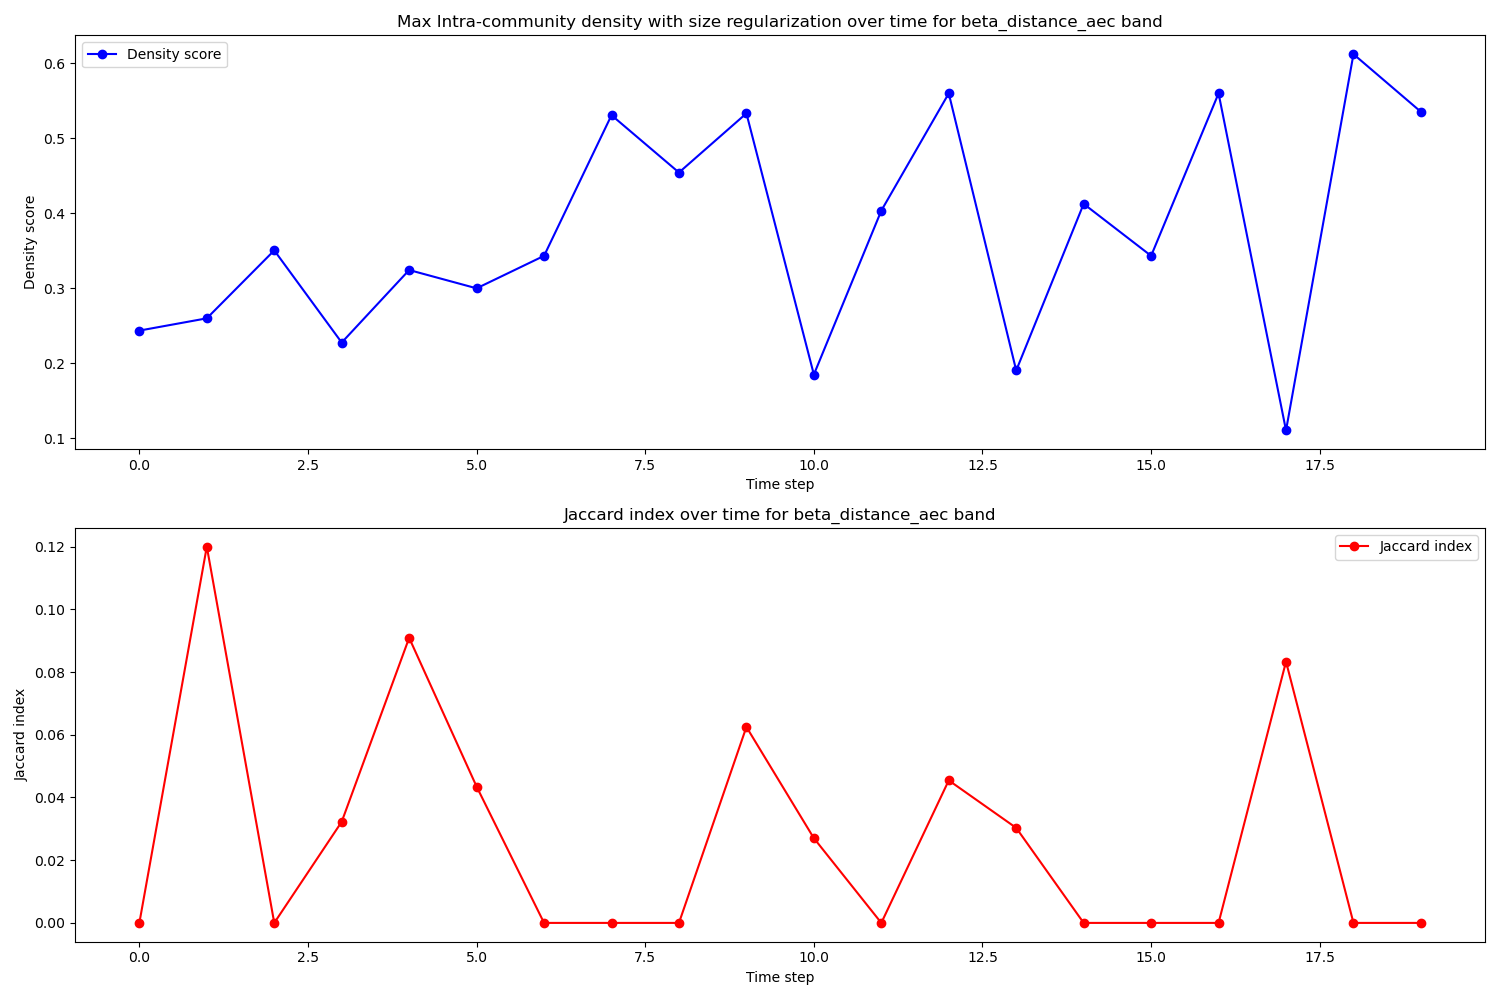 Max Intra-community density with size regularization over time for beta_distance_aec band
Density score
Density score
0.6
0.5
0.4
0.3
0.2
0.1
0.0 2.5 5.0 7.5 10.0 12.5 15.0 17.5
Time step
Jaccard index over time for beta_distance_aec band
Jaccard index
Jaccard index
0.12
0.10
0.08
0.06
0.04
0.02
0.00
0.0 2.5 5.0 7.5 10.0 12.5 15.0 17.5
Time step